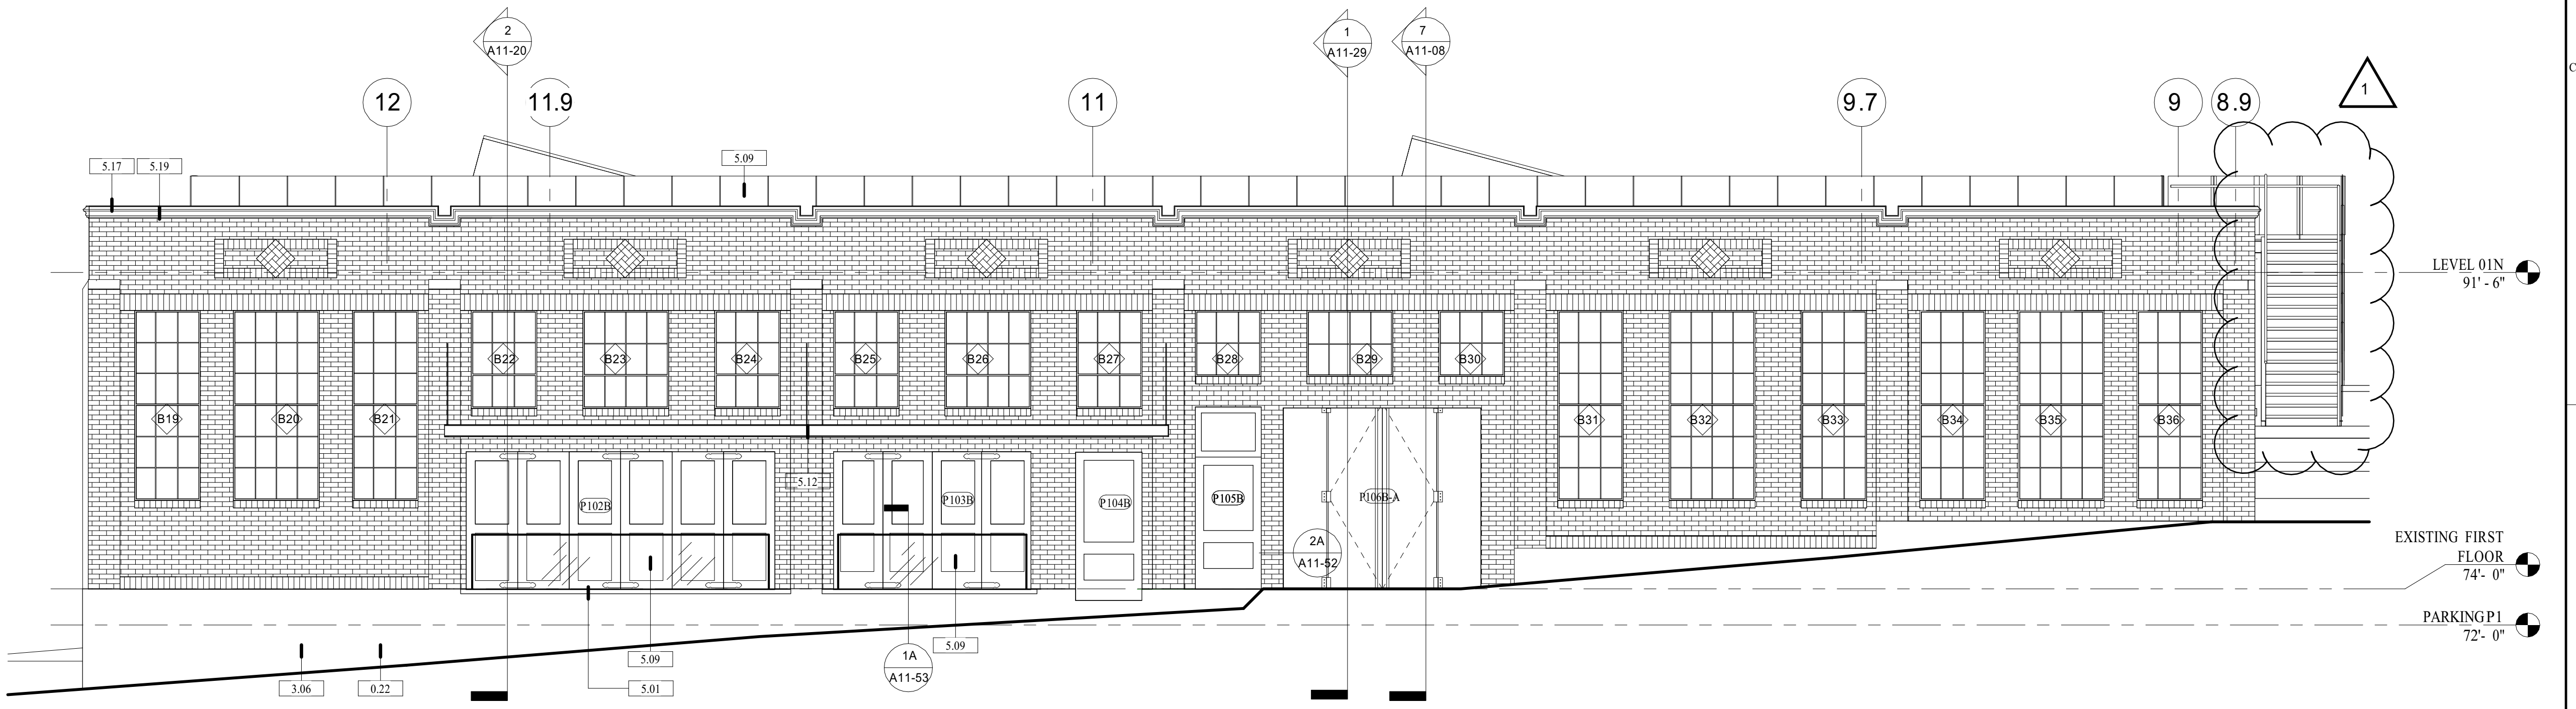 2
A11-20
1
A11-29
7
A11-08
C
12
11.9
11
9.7
9
8.9
1
5.17
5.19
5.09
LEVEL 01N
91' - 6"
B22
B23
B24
B25
B26
B27
B28
B29
B30
B19
B20
B21
B31
B32
B33
B34
B35
B36
5.12
P102B
P103B
P104B
P105B
P106B-A
2A
A11-52
EXISTING FIRST
FLOOR
74'- 0"
PARKING P1
72'- 0"
3.06
0.22
5.09
5.01
1A
A11-53
5.09